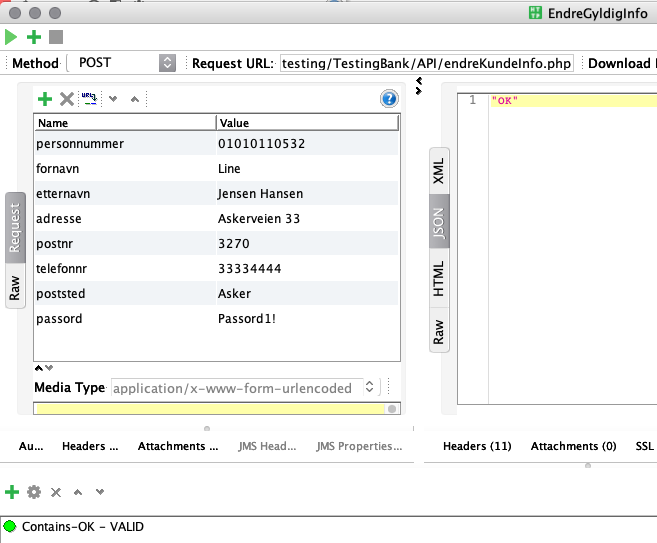 EndreGyldigInfo
Method POST Request URL: testing/TestingBank/API/endreKundeInfo.php Download
Name Value
personnummer 01010110532
fornavn Line
etternavn Jensen Hansen
adresse Askerveien 33
postnr 3270
telefonnr 33334444
poststed Asker
passord Passord1!
Request
Raw
Media Type application/x-www-form-urlencoded
1 "OK"
XML
JSON
HTML
Raw
Au... Headers ... Attachments ... JMS Head... JMS Properties...
Headers (11) Attachments (0) SSL
Contains-OK - VALID